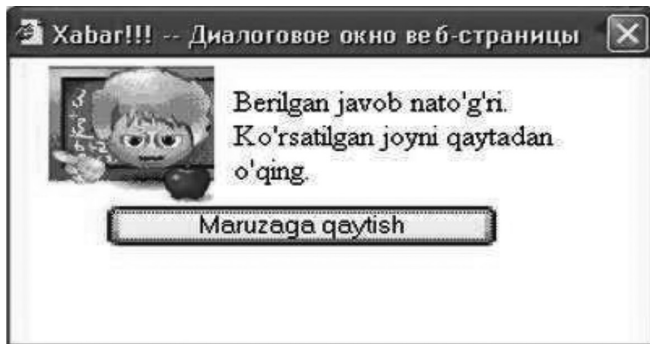 Xabar!!! -- Диалоговое окно веб-страницы
Berilgan javob nato'g'ri.
Ko'rsatilgan joyni qaytadan
o'qing.
Maruzaga qaytish